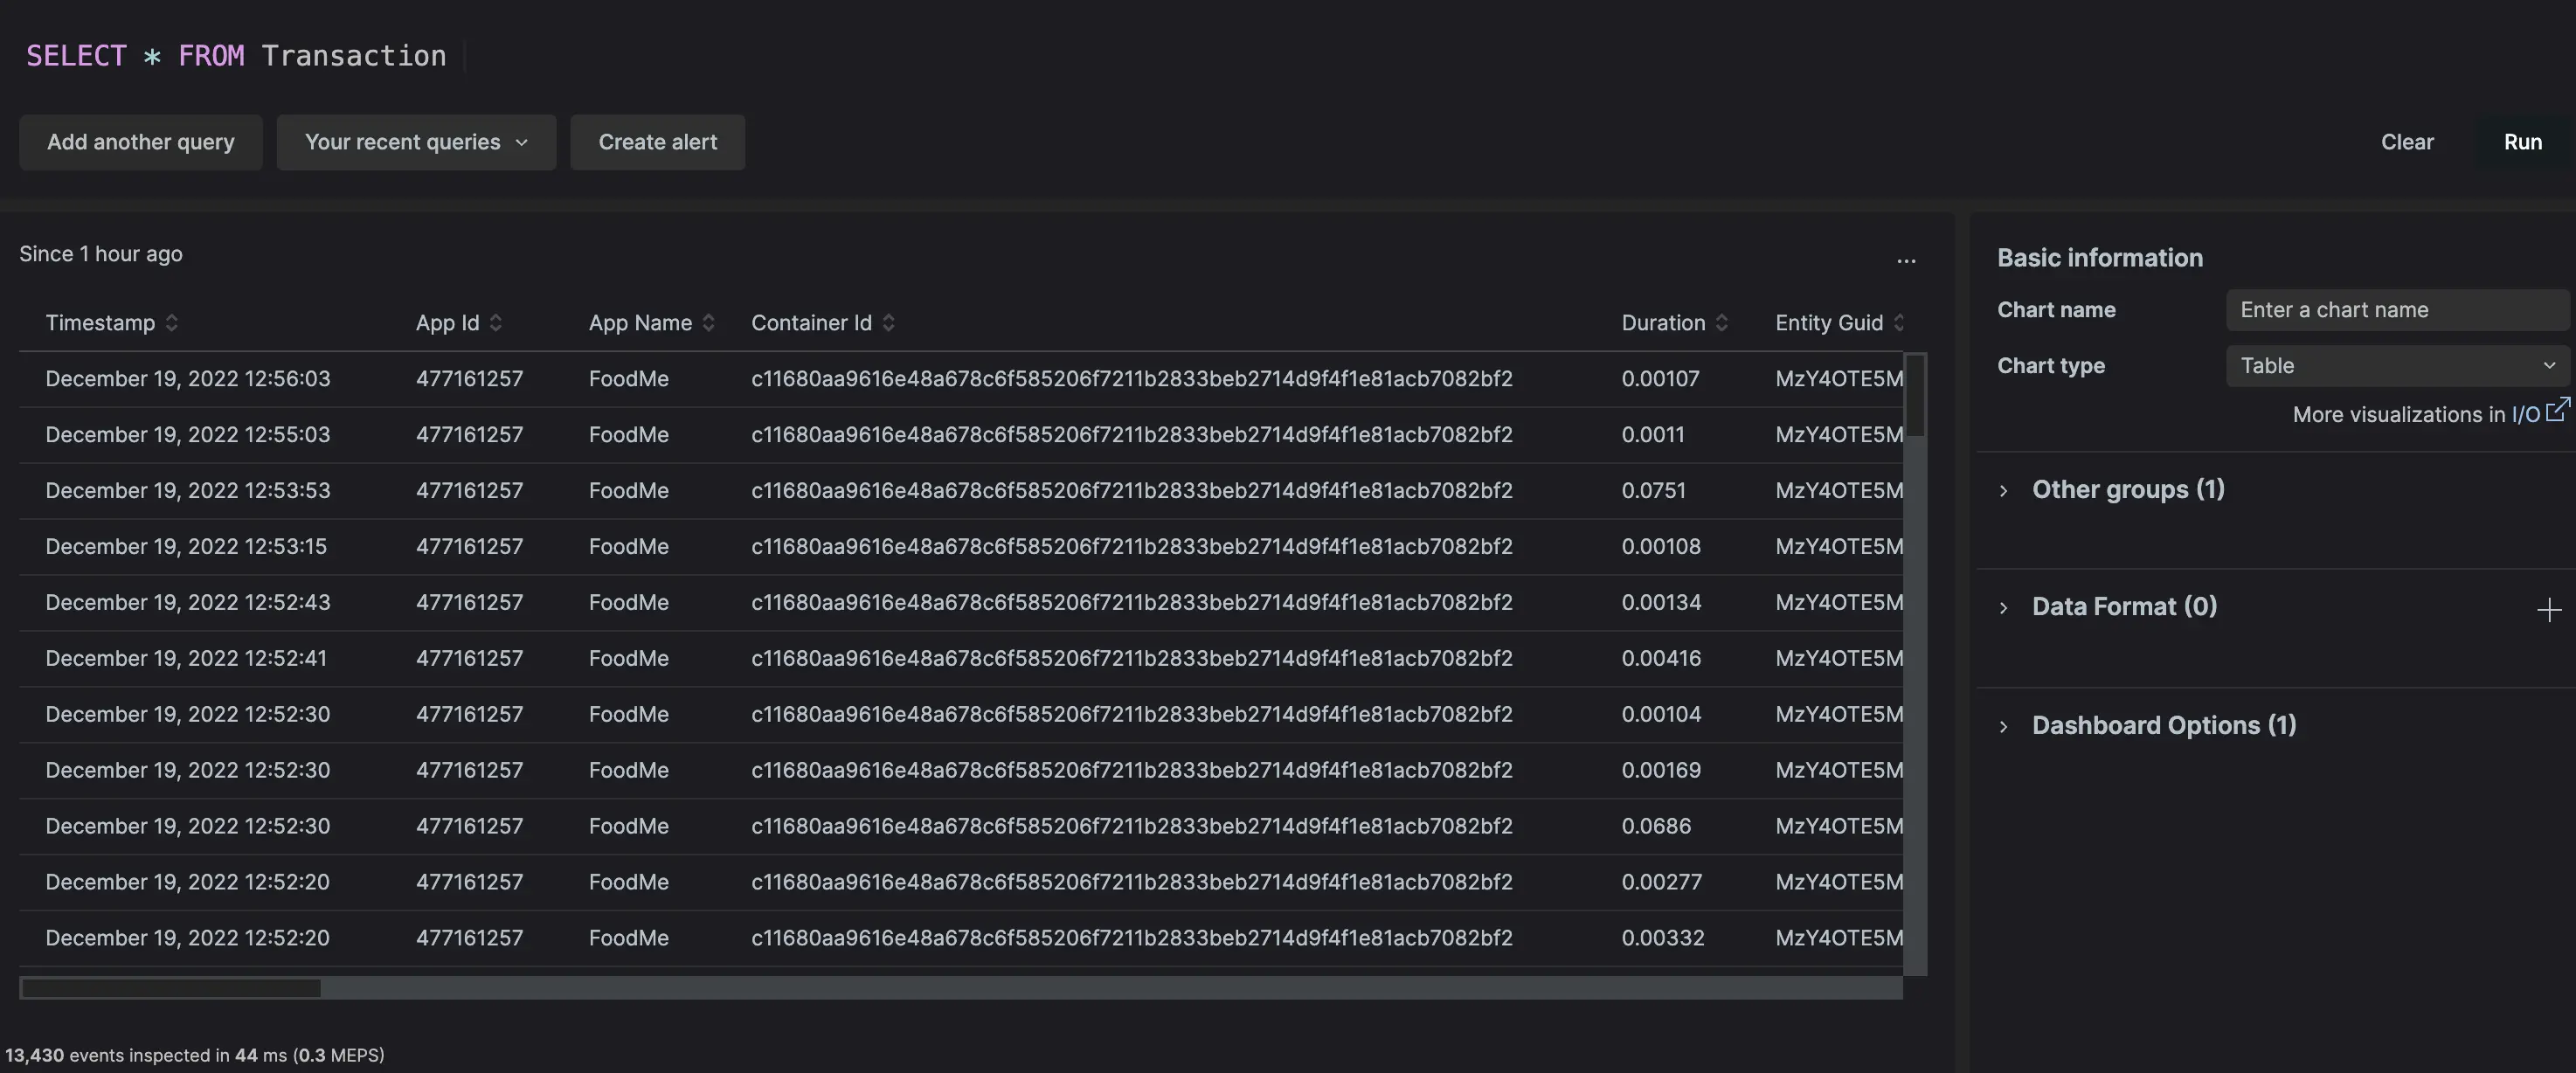 SELECT * FROM Transaction
Add another query Your recent queries Create alert Clear Run
Since 1 hour ago ...
Timestamp App Id App Name Container Id Duration Entity Guid
December 19, 2022 12:56:03 477161257 FoodMe c11680aa9616e48a678c6f585206f7211b2833beb2714d9f4f1e81acb7082bf2 0.00107 MzY4OTE5M
December 19, 2022 12:55:03 477161257 FoodMe c11680aa9616e48a678c6f585206f7211b2833beb2714d9f4f1e81acb7082bf2 0.0011 MzY4OTE5M
December 19, 2022 12:53:53 477161257 FoodMe c11680aa9616e48a678c6f585206f7211b2833beb2714d9f4f1e81acb7082bf2 0.0751 MzY4OTE5M
December 19, 2022 12:53:15 477161257 FoodMe c11680aa9616e48a678c6f585206f7211b2833beb2714d9f4f1e81acb7082bf2 0.00108 MzY4OTE5M
December 19, 2022 12:52:43 477161257 FoodMe c11680aa9616e48a678c6f585206f7211b2833beb2714d9f4f1e81acb7082bf2 0.00134 MzY4OTE5M
December 19, 2022 12:52:41 477161257 FoodMe c11680aa9616e48a678c6f585206f7211b2833beb2714d9f4f1e81acb7082bf2 0.00416 MzY4OTE5M
December 19, 2022 12:52:30 477161257 FoodMe c11680aa9616e48a678c6f585206f7211b2833beb2714d9f4f1e81acb7082bf2 0.00104 MzY4OTE5M
December 19, 2022 12:52:30 477161257 FoodMe c11680aa9616e48a678c6f585206f7211b2833beb2714d9f4f1e81acb7082bf2 0.00169 MzY4OTE5M
December 19, 2022 12:52:30 477161257 FoodMe c11680aa9616e48a678c6f585206f7211b2833beb2714d9f4f1e81acb7082bf2 0.0686 MzY4OTE5M
December 19, 2022 12:52:20 477161257 FoodMe c11680aa9616e48a678c6f585206f7211b2833beb2714d9f4f1e81acb7082bf2 0.00277 MzY4OTE5M
December 19, 2022 12:52:20 477161257 FoodMe c11680aa9616e48a678c6f585206f7211b2833beb2714d9f4f1e81acb7082bf2 0.00332 MzY4OTE5M
13,430 events inspected in 44 ms (0.3 MEPS)
Basic information
Chart name Enter a chart name
Chart type Table
More visualizations in I/O
Other groups (1)
Data Format (0)
Dashboard Options (1)